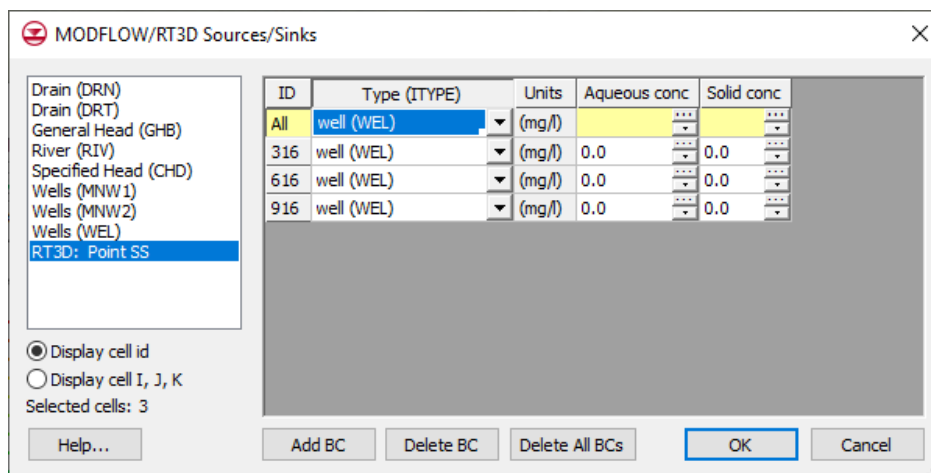 MODFLOW/RT3D Sources/Sinks
Drain (DRN)
Drain (DRT)
General Head (GHB)
River (RIV)
Specified Head (CHD)
Wells (MNW1)
Wells (MNW2)
Wells (WEL)
RT3D: Point SS
Display cell id
Display cell I, J, K
Selected cells: 3
ID Type (ITYPE) Units Aqueous conc Solid conc
All well (WEL) (mg/l)
316 well (WEL) (mg/l) 0.0 0.0
616 well (WEL) (mg/l) 0.0 0.0
916 well (WEL) (mg/l) 0.0 0.0
Help... Add BC Delete BC Delete All BCs OK Cancel